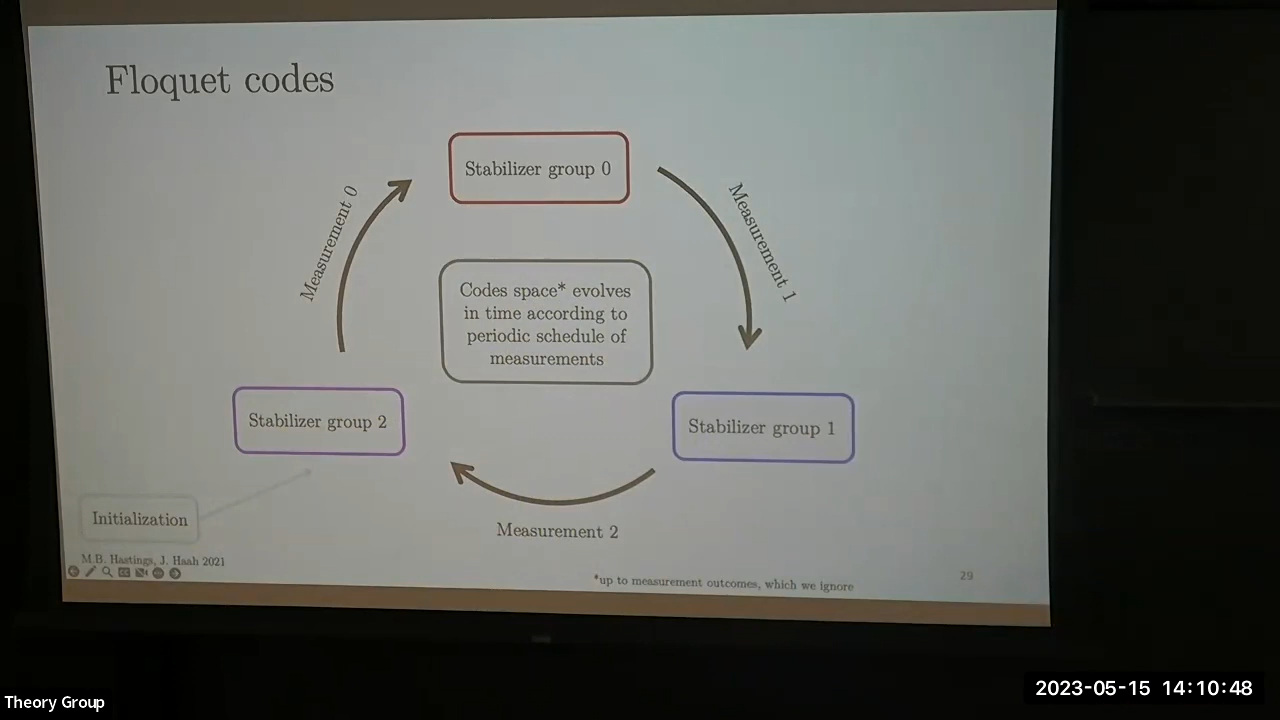 Floquet codes
Stabilizer group 0
Measurement 0
Measurement 1
Codes space* evolves
in time according to
periodic schedule of
measurements
Stabilizer group 2
Stabilizer group 1
Initialization
Measurement 2
M.B. Hastings, J. Haah 2021
*up to measurement outcomes, which we ignore
29
2023-05-15 14:10:48
Theory Group